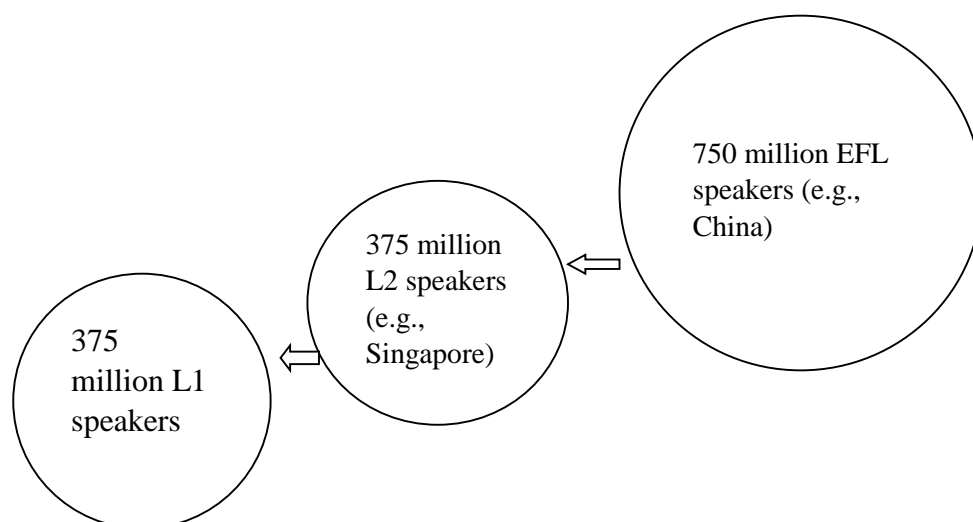 375
million L1
speakers
375 million
L2 speakers
(e.g.,
Singapore)
750 million EFL
speakers (e.g.,
China)